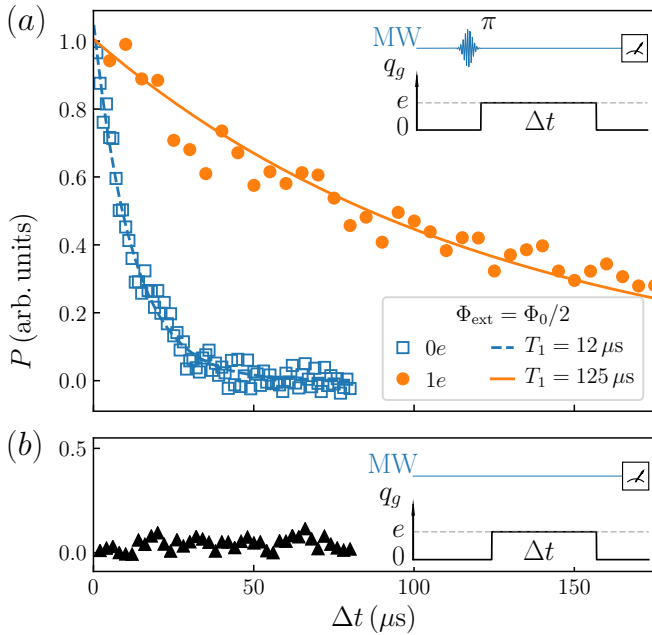 (a)
1.0
0.8
0.6
0.4
0.2
0.0
P (arb. units)
MW
π
q_g
e
0
Δt
Φ_ext = Φ_0/2
0e
T_1 = 12 μs
1e
T_1 = 125 μs
(b)
0.5
0.0
MW
q_g
e
0
Δt
0
50
100
150
Δt (μs)